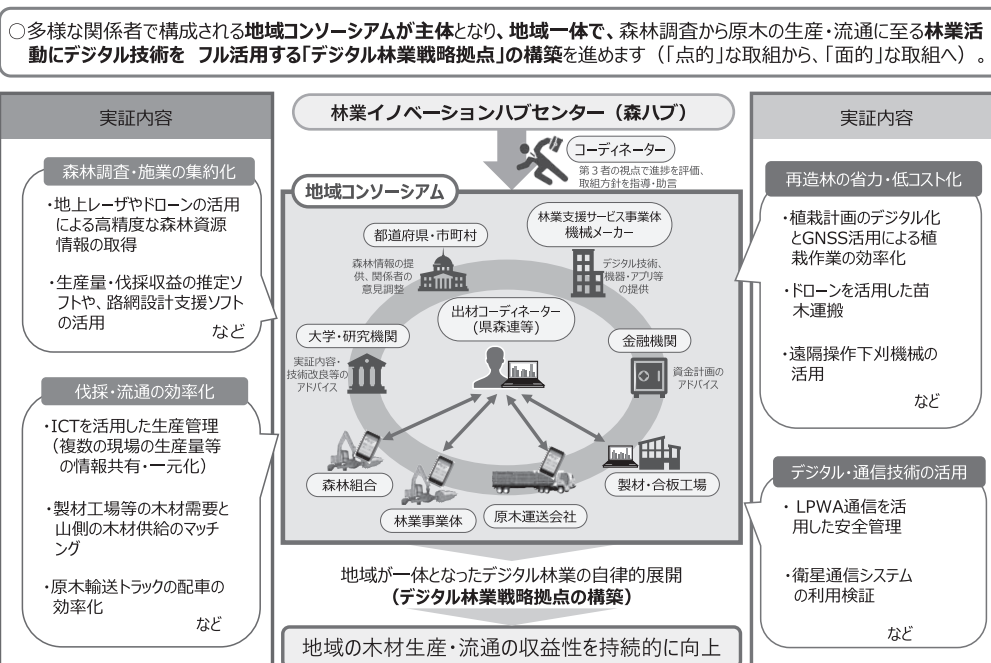 ○多様な関係者で構成される地域コンソーシアムが主体となり、地域一体で、森林調査から原木の生産・流通に至る林業活
動にデジタル技術を フル活用する「デジタル林業戦略拠点」の構築を進めます（「点的」な取組から、「面的」な取組へ）。
実証内容
森林調査・施業の集約化
・地上レーザやドローンの活用
による高精度な森林資源
情報の取得
・生産量・伐採収益の推定ソ
フトや、路網設計支援ソフト
の活用
など
伐採・流通の効率化
・ICTを活用した生産管理
（複数の現場の生産量等
の情報共有・一元化）
・製材工場等の木材需要と
山側の木材供給のマッチ
ング
・原木輸送トラックの配車の
効率化
など
林業イノベーションハブセンター（森ハブ）
コーディネーター
第３者の視点で進捗を評価、
取組方針を指導・助言
地域コンソーシアム
都道府県・市町村
森林情報の提
供、関係者の
意見調整
林業支援サービス事業体
機械メーカー
デジタル技術、
機器・アプリ等
の提供
出材コーディネーター
(県森連等)
大学・研究機関
実証内容・
技術改良等の
アドバイス
金融機関
資金計画の
アドバイス
森林組合
林業事業体
原木運送会社
製材・合板工場
地域が一体となったデジタル林業の自律的展開
（デジタル林業戦略拠点の構築）
地域の木材生産・流通の収益性を持続的に向上
実証内容
再造林の省力・低コスト化
・植栽計画のデジタル化
とGNSS活用による植
栽作業の効率化
・ドローンを活用した苗
木運搬
・遠隔操作下刈機械の
活用
など
デジタル・通信技術の活用
・ LPWA通信を活
用した安全管理
・衛星通信システム
の利用検証
など